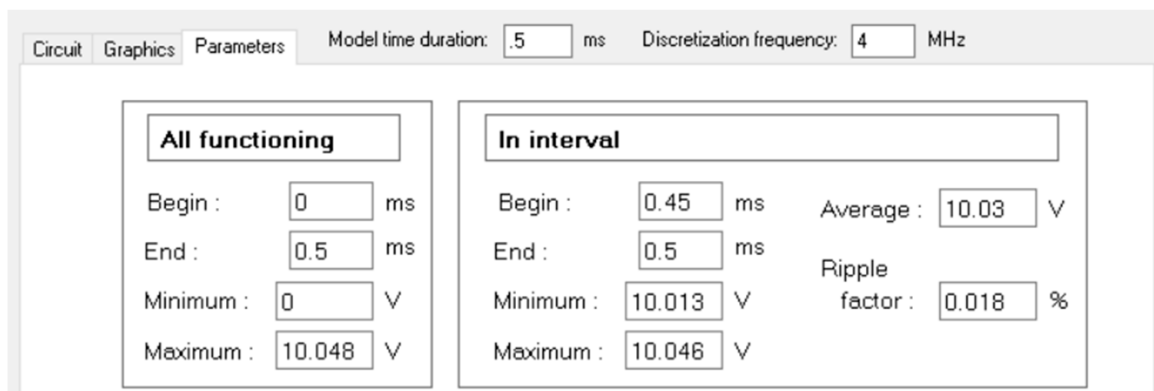 Circuit Graphics Parameters Model time duration: .5 ms Discretization frequency: 4 MHz
All functioning
Begin : 0 ms
End : 0.5 ms
Minimum : 0 V
Maximum : 10.048 V
In interval
Begin : 0.45 ms
End : 0.5 ms
Minimum : 10.013 V
Maximum : 10.046 V
Average : 10.03 V
Ripple
factor : 0.018 %